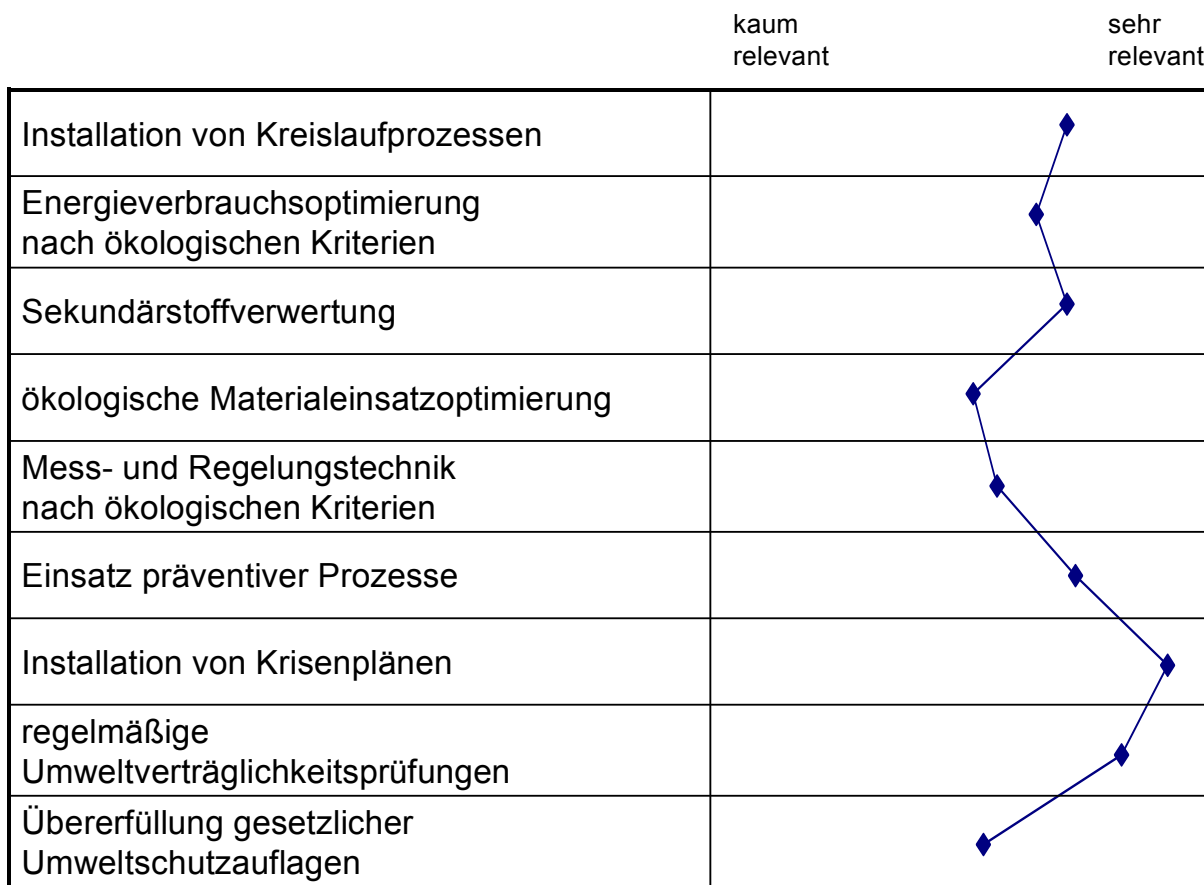 kaum
relevant
sehr
relevant
Installation von Kreislaufprozessen
Energieverbrauchsoptimierung
nach ökologischen Kriterien
Sekundärstoffverwertung
ökologische Materialeinsatzoptimierung
Mess- und Regelungstechnik
nach ökologischen Kriterien
Einsatz präventiver Prozesse
Installation von Krisenplänen
regelmäßige
Umweltverträglichkeitsprüfungen
Übererfüllung gesetzlicher
Umweltschutzauflagen